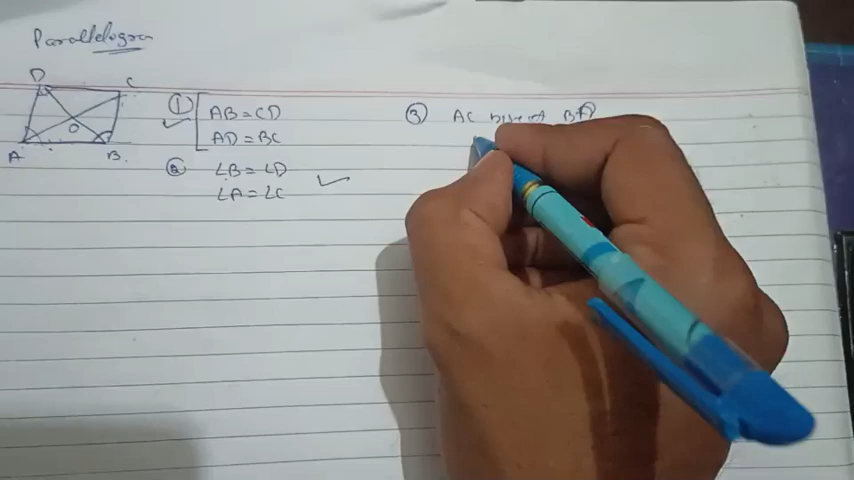 Parallelogram
D C
O
A B
① AB = CD
AD = BC
② ∠B = ∠D
∠A = ∠C
③ AC bisect BD